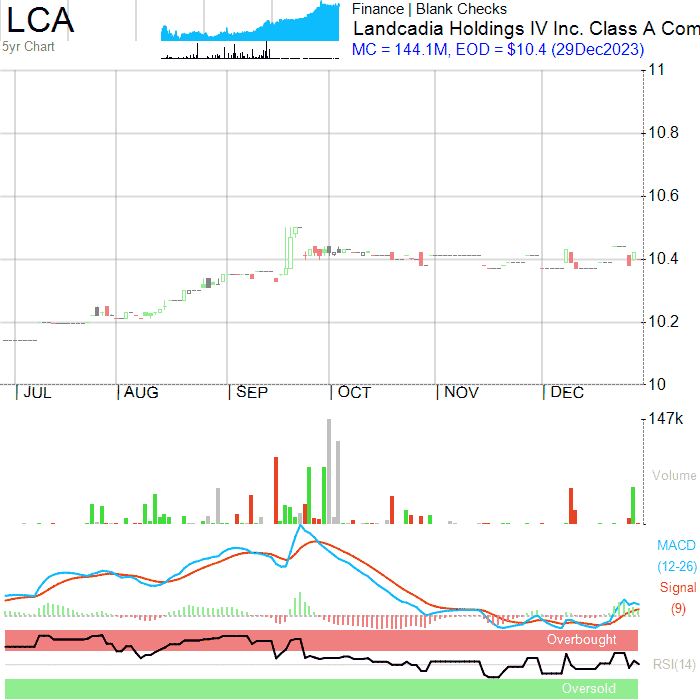 LCA
5yr Chart
Finance | Blank Checks
Landcadia Holdings IV Inc. Class A Com
MC = 144.1M, EOD = $10.4 (29Dec2023)
11
10.8
10.6
10.4
10.2
10
JUL AUG SEP OCT NOV DEC
147k
Volume
MACD
(12-26)
Signal
(9)
Overbought
RSI(14)
Oversold